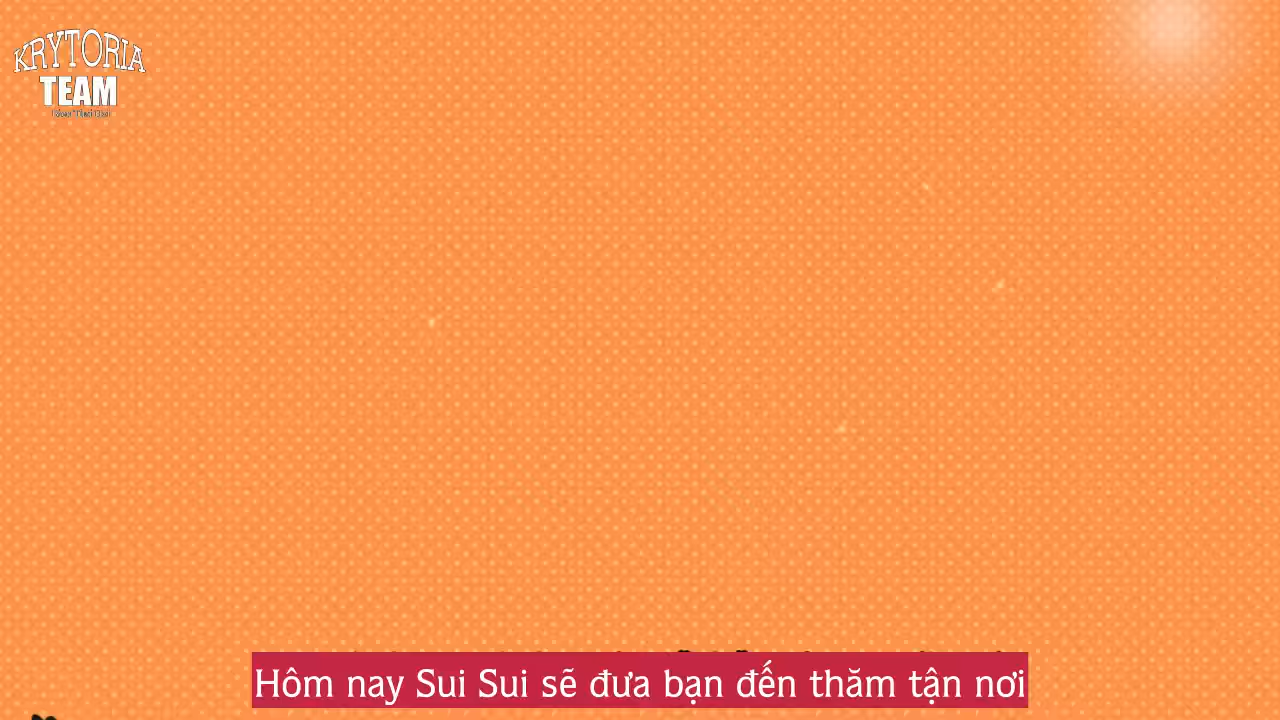 KRYTORIA
TEAM
Hôm nay Sui Sui sẽ đưa bạn đến thăm tận nơi